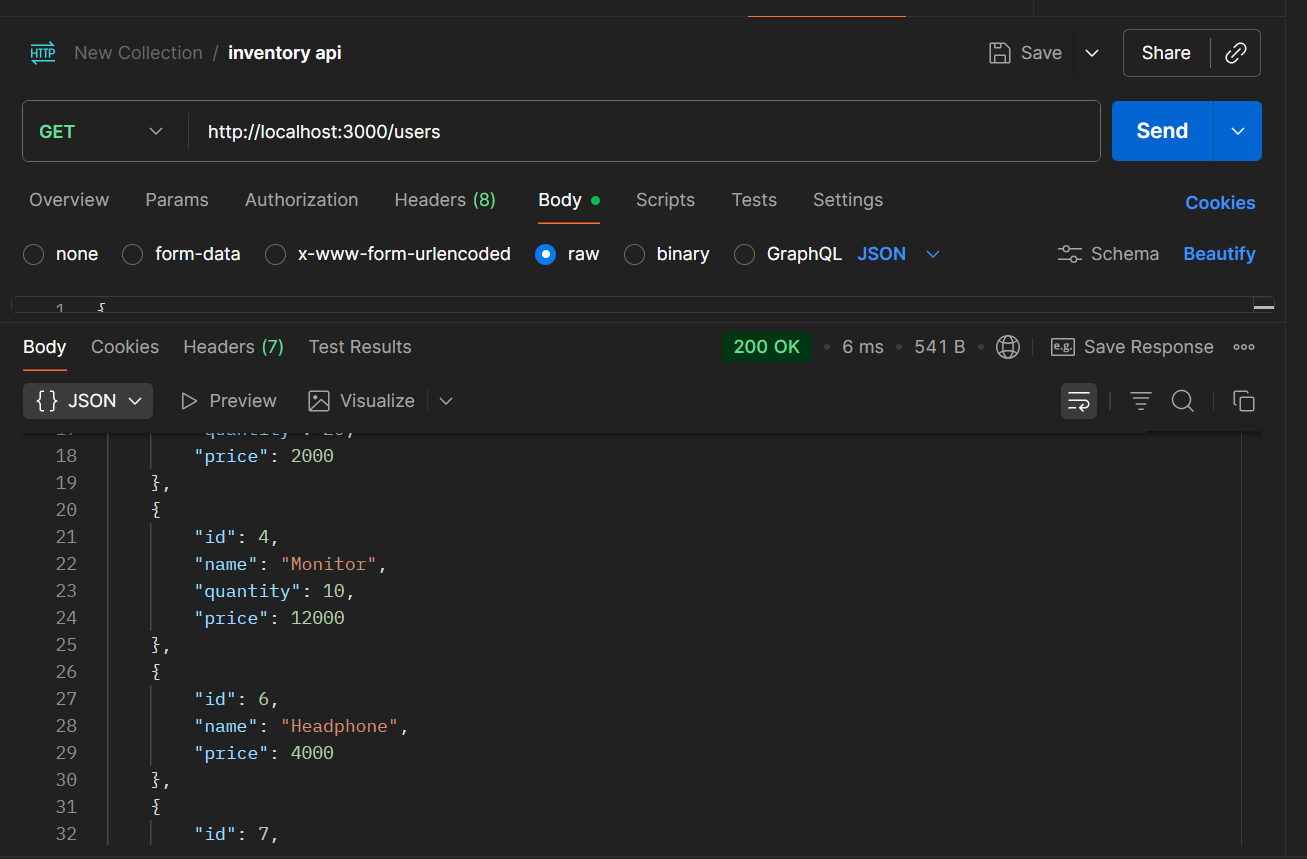 HTTP New Collection / inventory api Save Share
GET http://localhost:3000/users Send
Overview Params Authorization Headers (8) Body Scripts Tests Settings Cookies
none form-data x-www-form-urlencoded raw binary GraphQL JSON Schema Beautify
1 {
Body Cookies Headers (7) Test Results 200 OK 6 ms 541 B e.g. Save Response
{} JSON Preview Visualize
18 "price": 2000
19 },
20 {
21 "id": 4,
22 "name": "Monitor",
23 "quantity": 10,
24 "price": 12000
25 },
26 {
27 "id": 6,
28 "name": "Headphone",
29 "price": 4000
30 },
31 {
32 "id": 7,